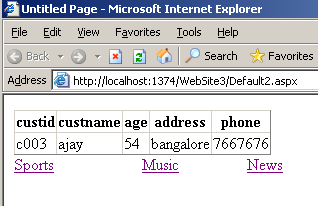 Untitled Page - Microsoft Internet Explorer
File Edit View Favorites Tools Help
Back Search Favorites
Address http://localhost:1374/WebSite3/Default2.aspx
custid custname age address phone
c003 ajay 54 bangalore 7667676
Sports Music News